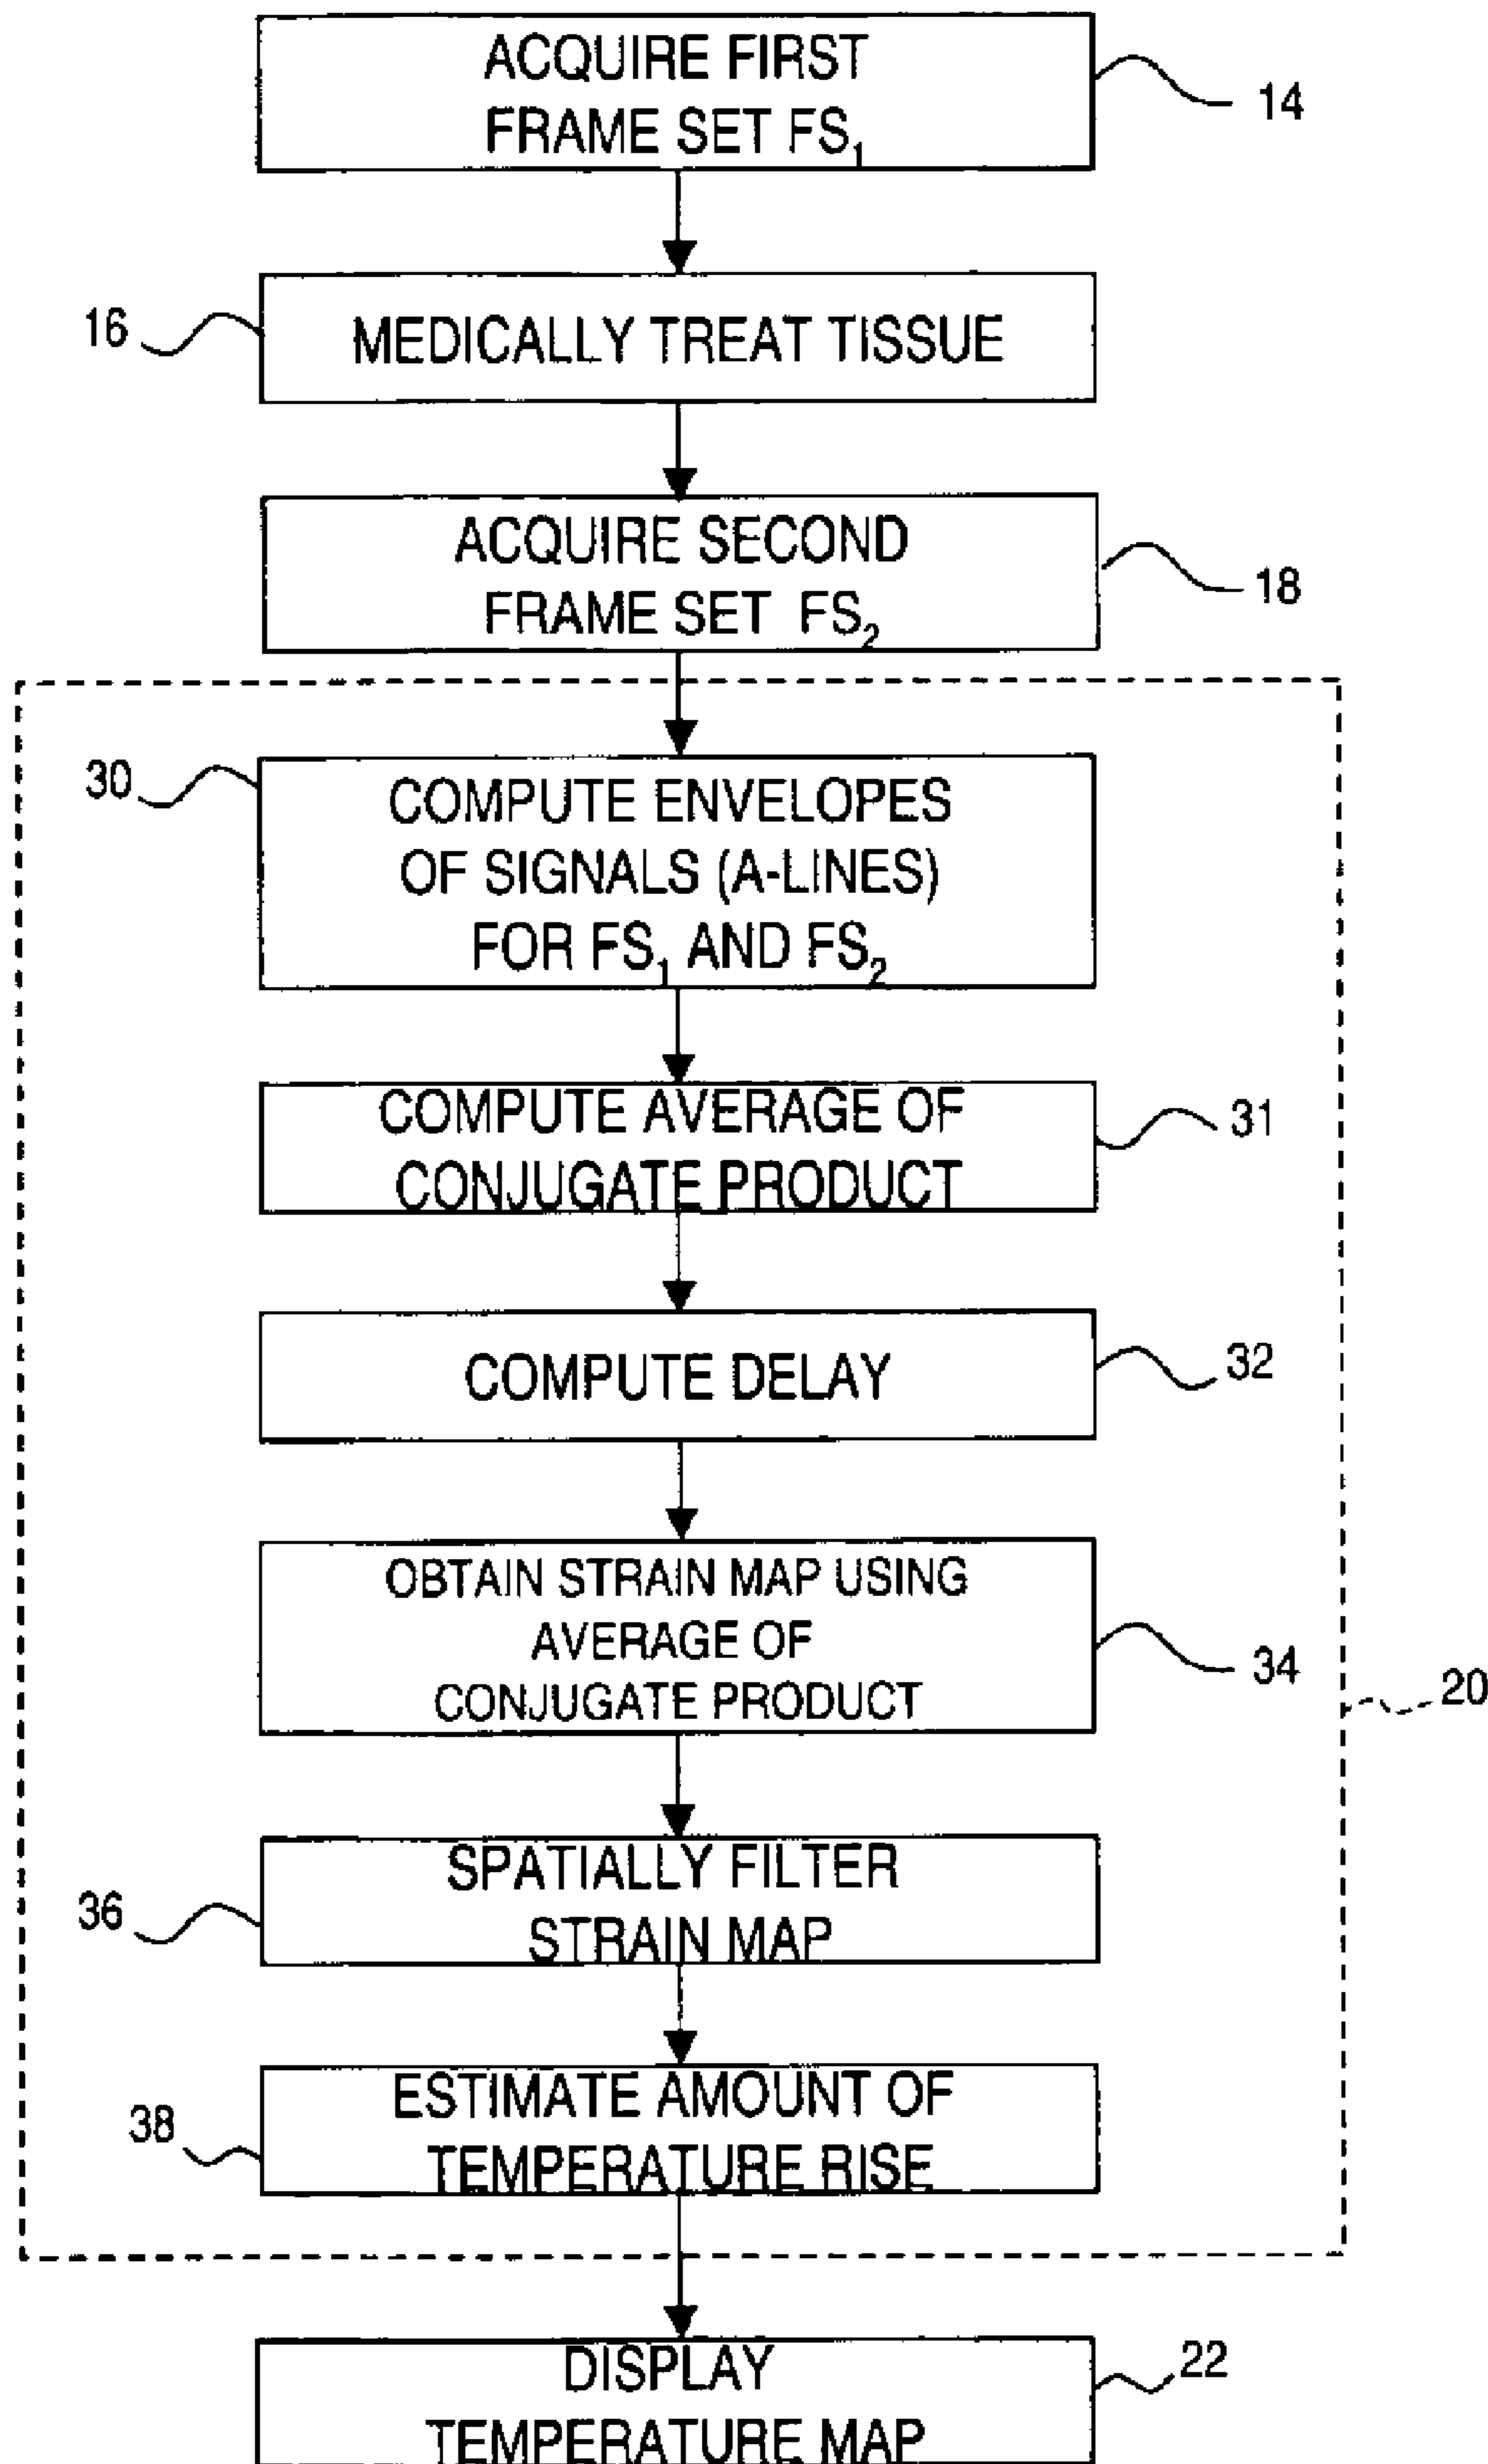 ACQUIRE FIRST
FRAME SET FS₁
14
16
MEDICALLY TREAT TISSUE
ACQUIRE SECOND
FRAME SET FS₂
18
30
COMPUTE ENVELOPES
OF SIGNALS (A-LINES)
FOR FS₁ AND FS₂
COMPUTE AVERAGE OF
CONJUGATE PRODUCT
31
COMPUTE DELAY
32
OBTAIN STRAIN MAP USING
AVERAGE OF
CONJUGATE PRODUCT
34
20
SPATIALLY FILTER
STRAIN MAP
36
ESTIMATE AMOUNT OF
TEMPERATURE RISE
38
DISPLAY
TEMPERATURE MAP
22